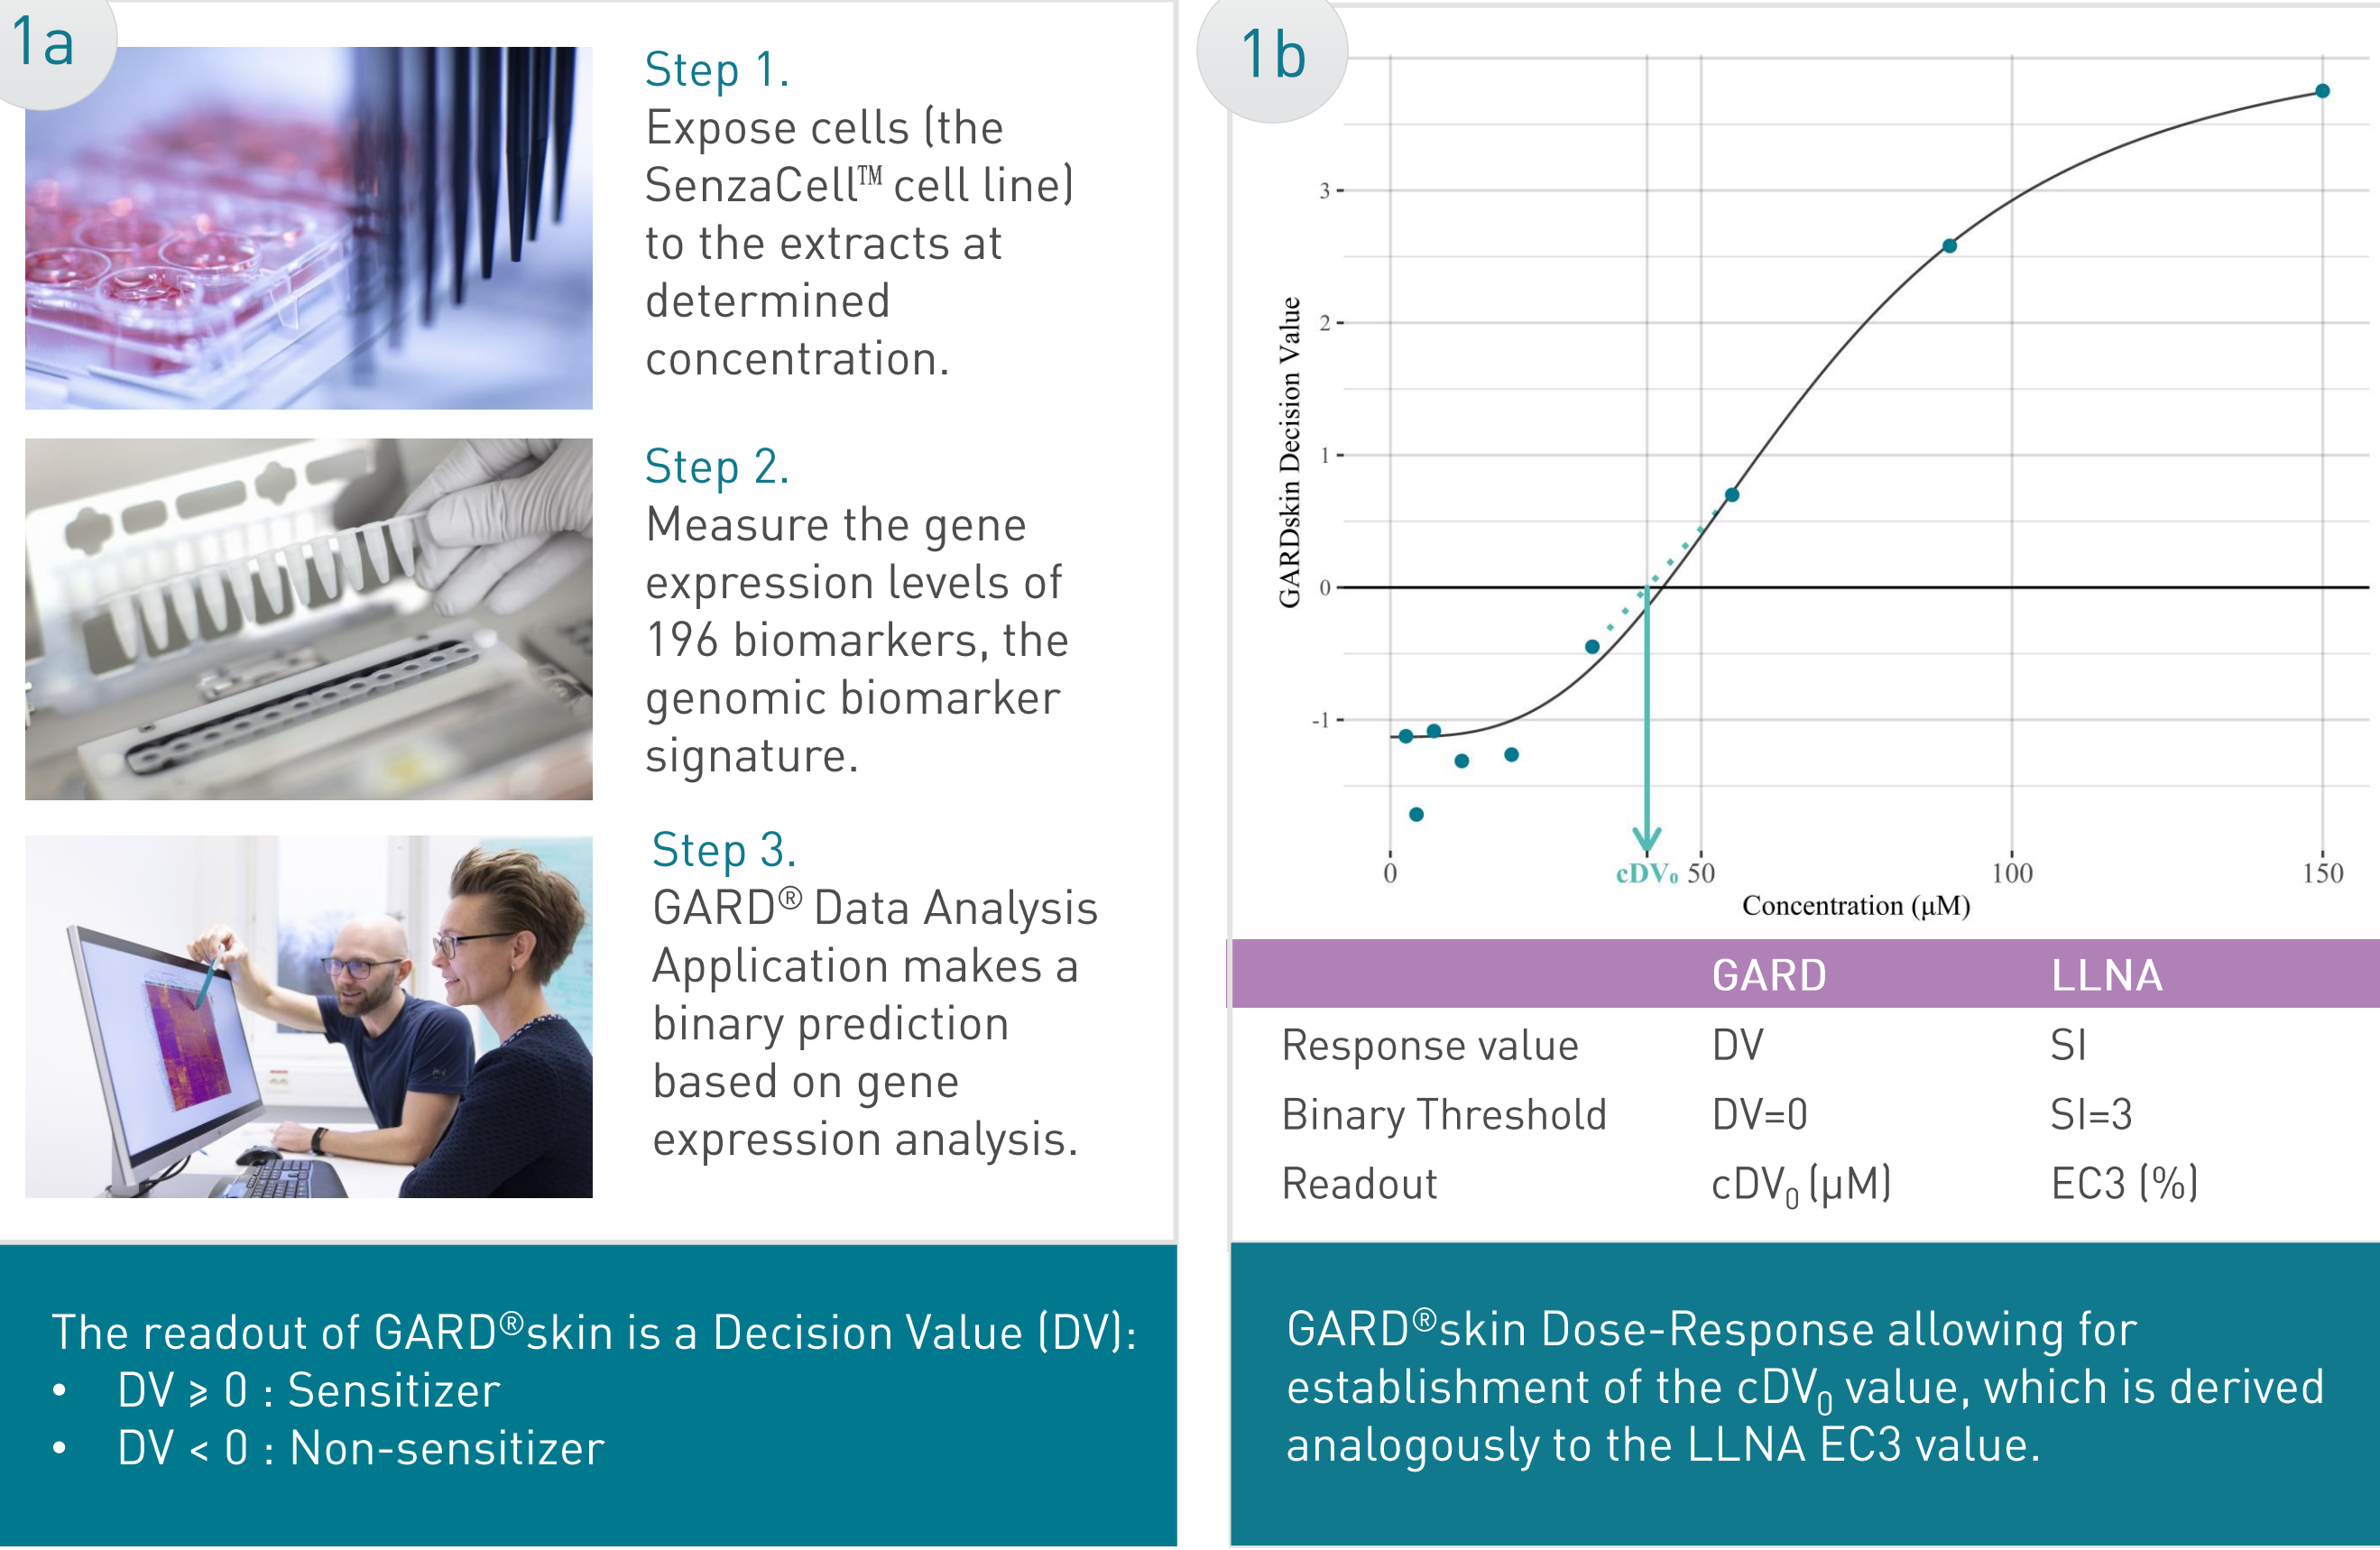 1a
Step 1.
Expose cells (the
SenzaCell™ cell line)
to the extracts at
determined
concentration.
Step 2.
Measure the gene
expression levels of
196 biomarkers, the
genomic biomarker
signature.
Step 3.
GARD® Data Analysis
Application makes a
binary prediction
based on gene
expression analysis.
The readout of GARD®skin is a Decision Value (DV):
• DV ⩾ 0 : Sensitizer
• DV < 0 : Non-sensitizer
1b
GARDskin Decision Value
3
2
1
0
-1
0 cDV₀ 50 100 150
Concentration (µM)
GARD LLNA
Response value DV SI
Binary Threshold DV=0 SI=3
Readout cDV₀ (µM) EC3 (%)
GARD®skin Dose-Response allowing for
establishment of the cDV₀ value, which is derived
analogously to the LLNA EC3 value.